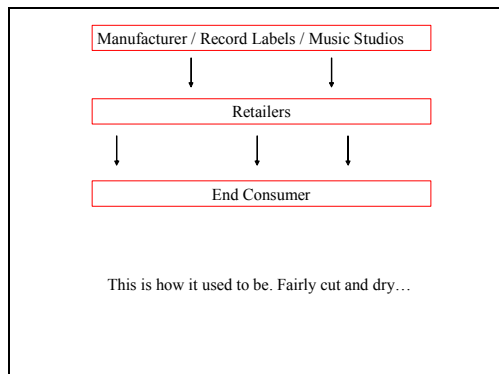 Manufacturer / Record Labels / Music Studios
Retailers
End Consumer
This is how it used to be. Fairly cut and dry…